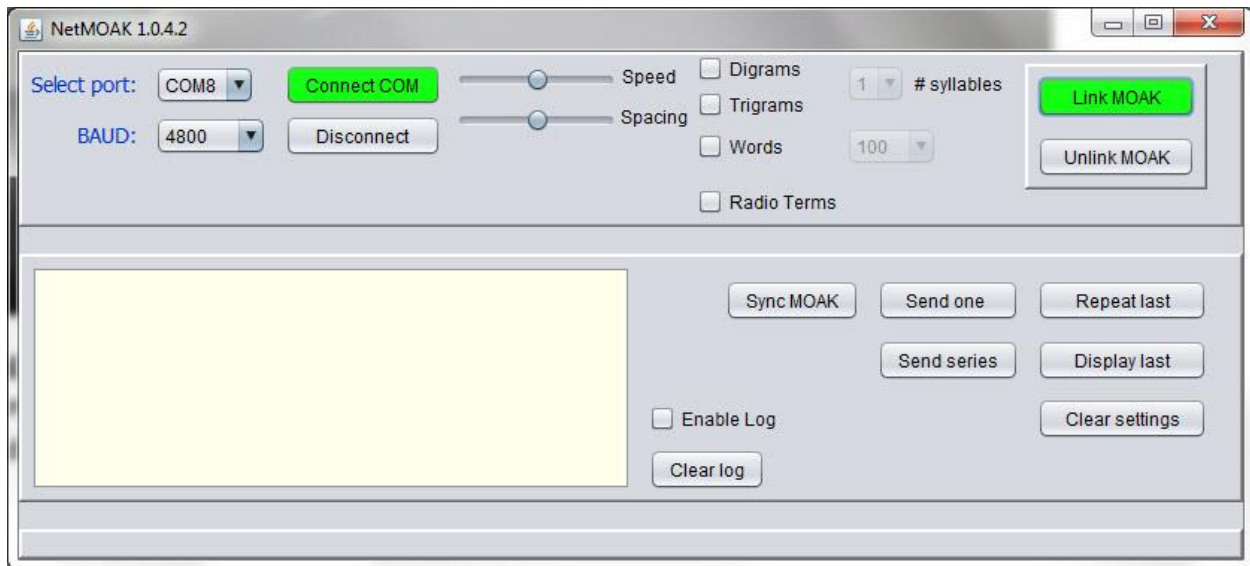 NetMOAK 1.0.4.2
Select port: COM8 Connect COM Speed Digrams 1 # syllables Link MOAK
Spacing Trigrams
BAUD: 4800 Disconnect Words 100 Unlink MOAK
Radio Terms
Sync MOAK Send one Repeat last
Send series Display last
Enable Log Clear settings
Clear log